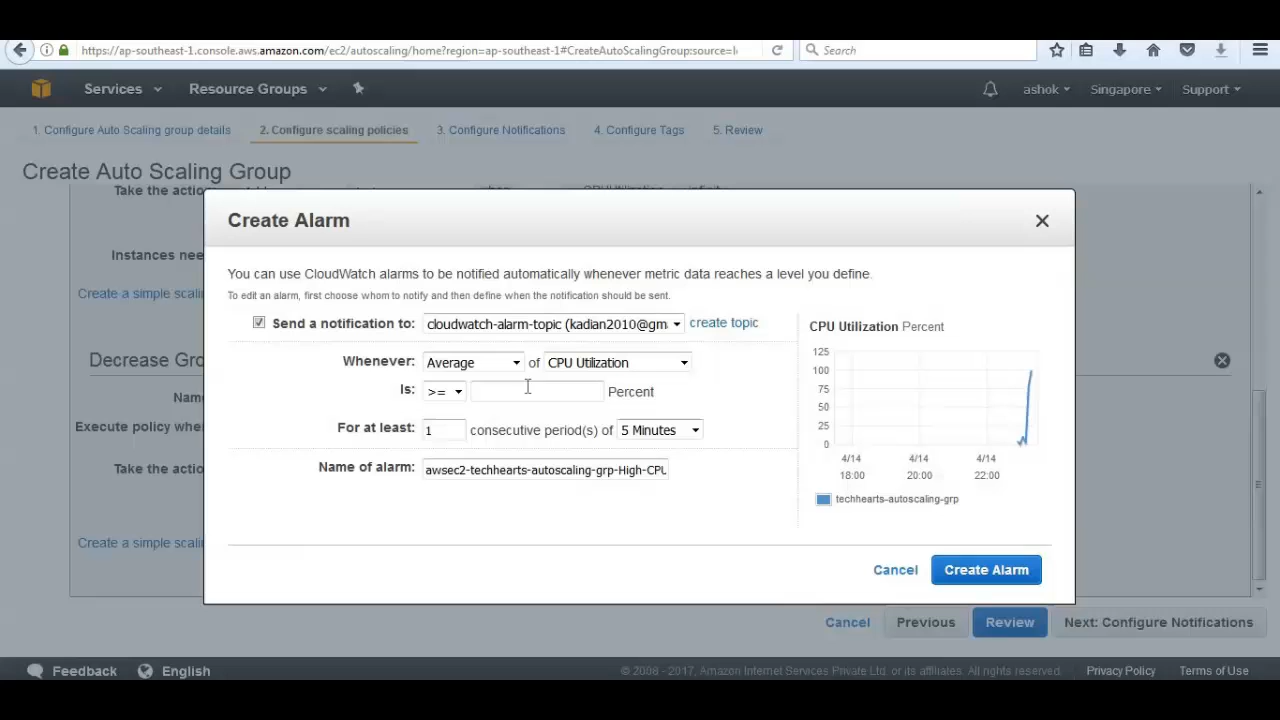 https://ap-southeast-1.console.aws.amazon.com/ec2/autoscaling/home?region=ap-southeast-1#CreateAutoScalingGroup:source=l
Search
Services Resource Groups ashok Singapore Support
1. Configure Auto Scaling group details 2. Configure scaling policies 3. Configure Notifications 4. Configure Tags 5. Review
Create Auto Scaling Group
Take the actio
Create Alarm
Instances nee
You can use CloudWatch alarms to be notified automatically whenever metric data reaches a level you define.
To edit an alarm, first choose whom to notify and then define when the notification should be sent.
Create a simple scali
Send a notification to: cloudwatch-alarm-topic (kadian2010@gm create topic
CPU Utilization Percent
Whenever: Average of CPU Utilization
Is: >= Percent
For at least: 1 consecutive period(s) of 5 Minutes
Name of alarm: awsec2-techhearts-autoscaling-grp-High-CPU
125
100
75
50
25
0
4/14 4/14 4/14
18:00 20:00 22:00
techhearts-autoscaling-grp
Decrease Gro
Nam
Execute policy whe
Take the actio
Create a simple scali
Cancel Create Alarm
Cancel Previous Review Next: Configure Notifications
Feedback English © 2008 - 2017, Amazon Internet Services Private Ltd. or its affiliates. All rights reserved. Privacy Policy Terms of Use